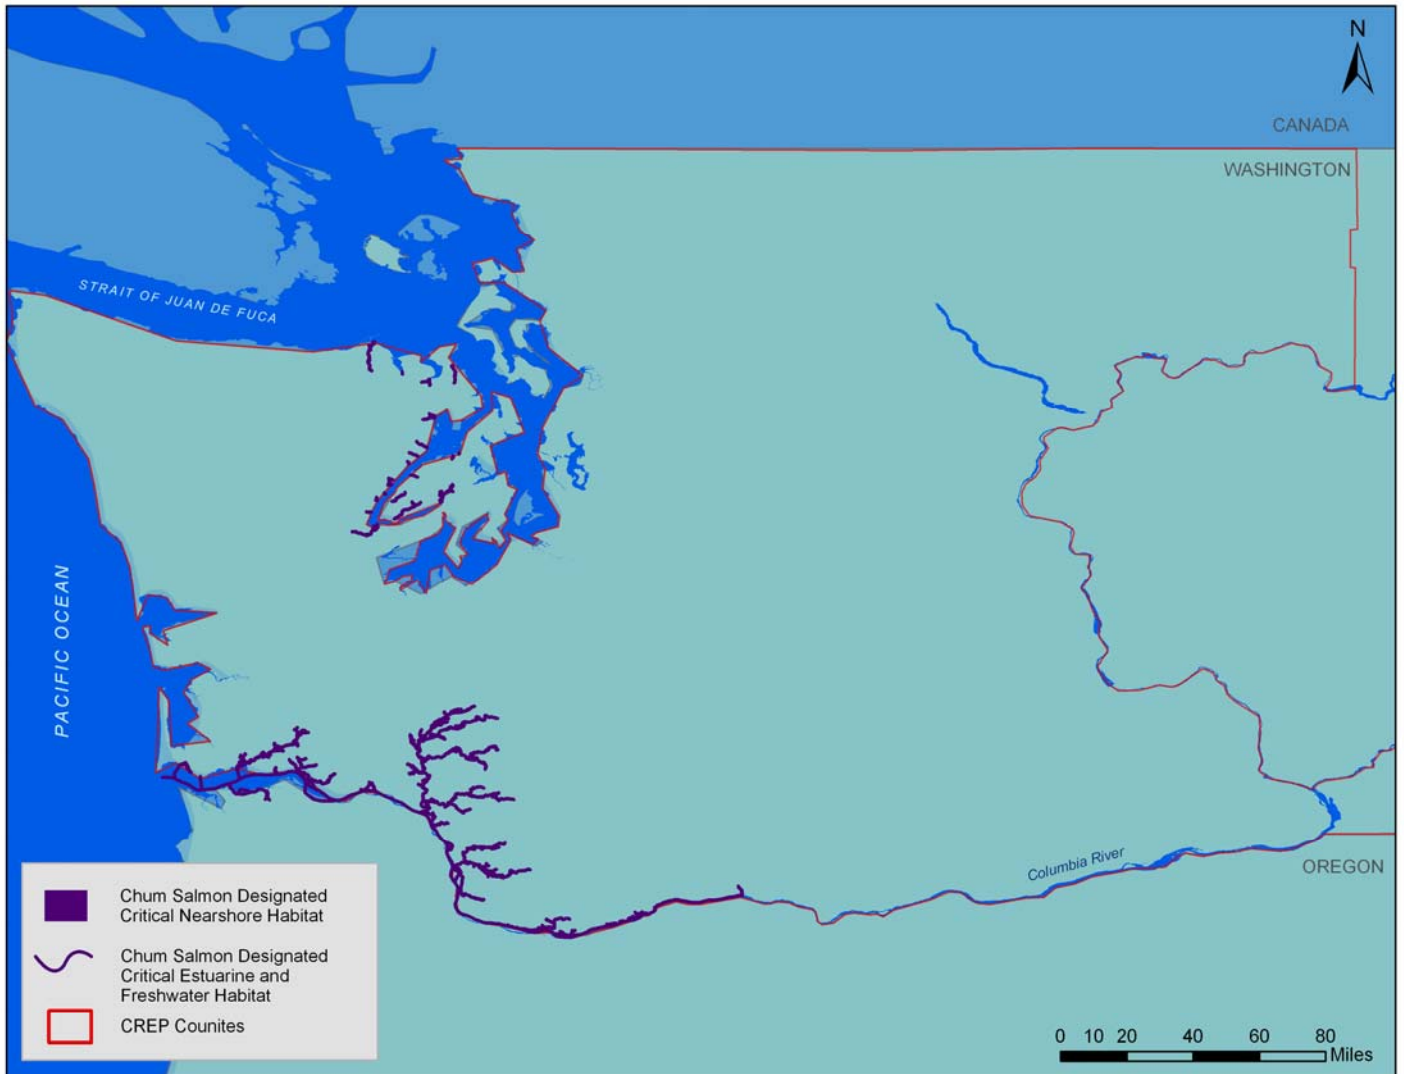 N
CANADA
WASHINGTON
STRAIT OF JUAN DE FUCA
PACIFIC OCEAN
Columbia River
OREGON
Chum Salmon Designated
Critical Nearshore Habitat
Chum Salmon Designated
Critical Estuarine and
Freshwater Habitat
CREP Counites
0 10 20 40 60 80
Miles